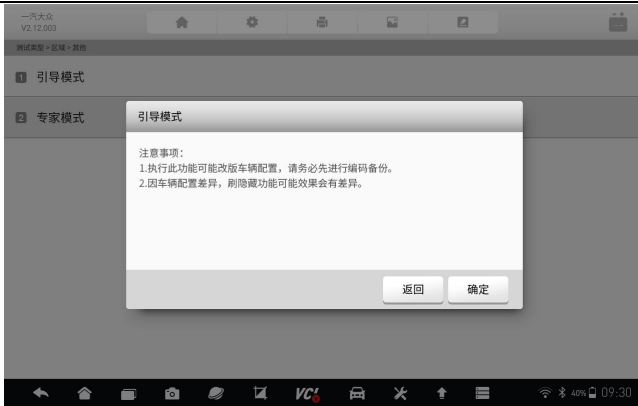 一汽大众
V2.12.003
测试类型 > 区域 > 其他
1 引导模式
2 专家模式
引导模式
注意事项：
1.执行此功能可能改版车辆配置，请务必先进行编码备份。
2.因车辆配置差异，刷隐藏功能可能效果会有差异。
返回
确定
VCI
40%
09:30